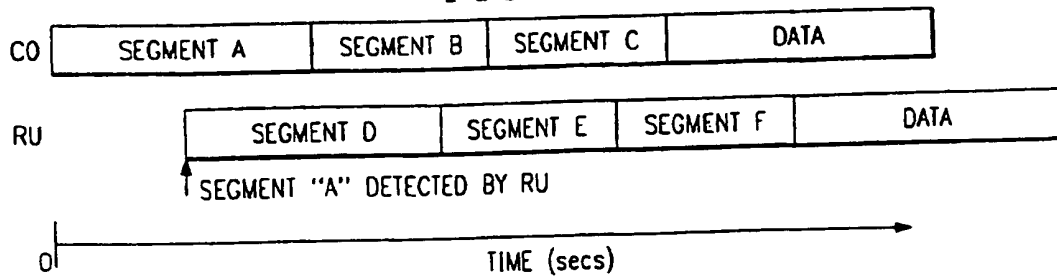 CO SEGMENT A SEGMENT B SEGMENT C DATA
RU SEGMENT D SEGMENT E SEGMENT F DATA
SEGMENT "A" DETECTED BY RU
0 TIME (secs)